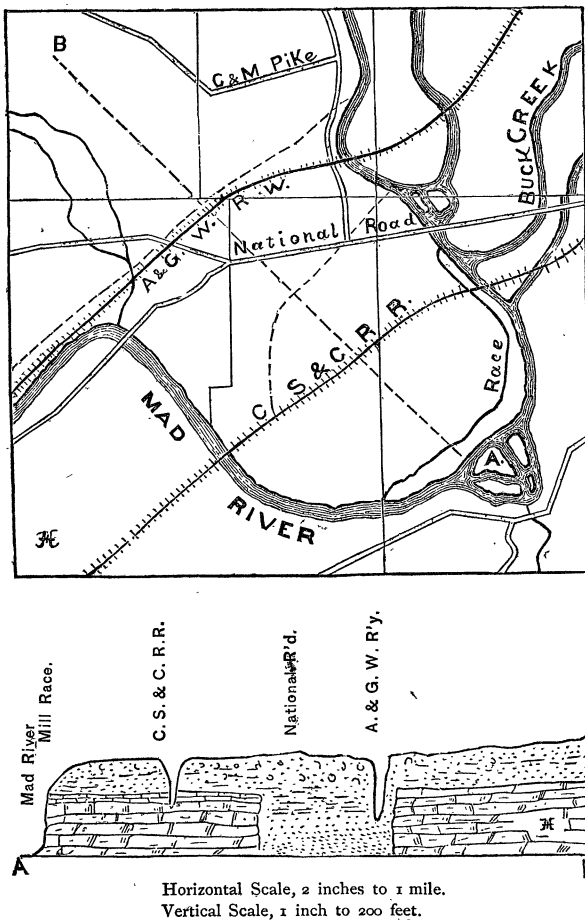 B
C & M PIKE
BUCK CREEK
A & G. W. R. W.
National Road
C. S. & C. R. R.
Race
MAD
RIVER
A.
Mad River
Mill Race.
C. S. & C. R.R.
National R'd.
A. & G. W. R'y.
A
Horizontal Scale, 2 inches to 1 mile.
Vertical Scale, 1 inch to 200 feet.